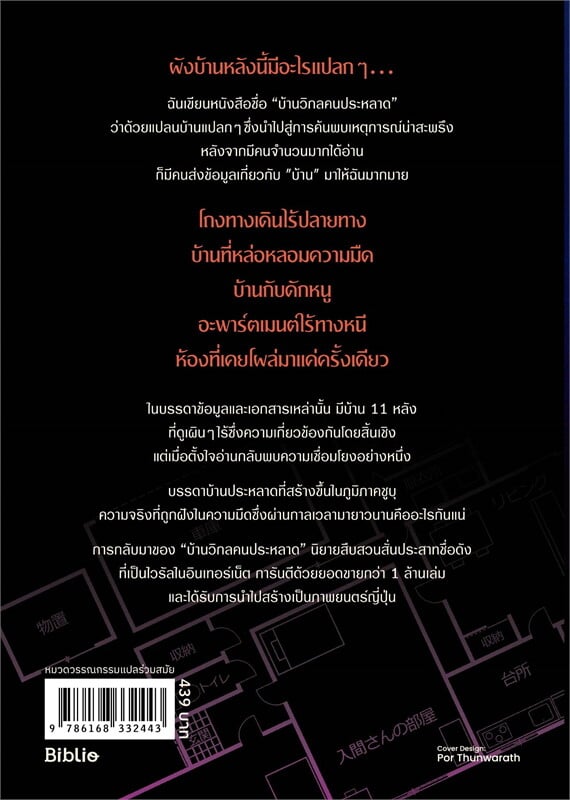 ผังบ้านหลังนี้มีอะไรแปลก ๆ...
ฉันเขียนหนังสือชื่อ “บ้านวิกลคนประหลาด”
ว่าด้วยแปลนบ้านแปลก ๆ ซึ่งนำไปสู่การค้นพบเหตุการณ์น่าสะพรึง
หลังจากมีคนจำนวนมากได้อ่าน
ก็มีคนส่งข้อมูลเกี่ยวกับ "บ้าน" มาให้ฉันมากมาย
โถงทางเดินไร้ปลายทาง
บ้านที่หล่อหลอมความมืด
บ้านกับดักหนู
อะพาร์ตเมนต์ไร้ทางหนี
ห้องที่เคยโผล่มาแค่ครั้งเดียว
ในบรรดาข้อมูลและเอกสารเหล่านั้น มีบ้าน 11 หลัง
ที่ดูเผิน ๆ ไร้ซึ่งความเกี่ยวข้องกันโดยสิ้นเชิง
แต่เมื่อตั้งใจอ่านกลับพบความเชื่อมโยงอย่างหนึ่ง
บรรดาบ้านประหลาดที่สร้างขึ้นในภูมิภาคชูบุ
ความจริงที่ถูกฝังในความมืดซึ่งผ่านกาลเวลามายาวนานคืออะไรกันแน่
การกลับมาของ “บ้านวิกลคนประหลาด” นิยายสืบสวนสั่นประสาทชื่อดัง
ที่เป็นไวรัลในอินเทอร์เน็ต การันตีด้วยยอดขายกว่า 1 ล้านเล่ม
และได้รับการนำไปสร้างเป็นภาพยนตร์ญี่ปุ่น
リビング
物置
収納
トイレ
玄関
収納
台所
入間さんの部屋
หมวดวรรณกรรมแปลร่วมสมัย
439 บาท
9 786168 332443
Biblio
Cover Design:
Por Thunwarath